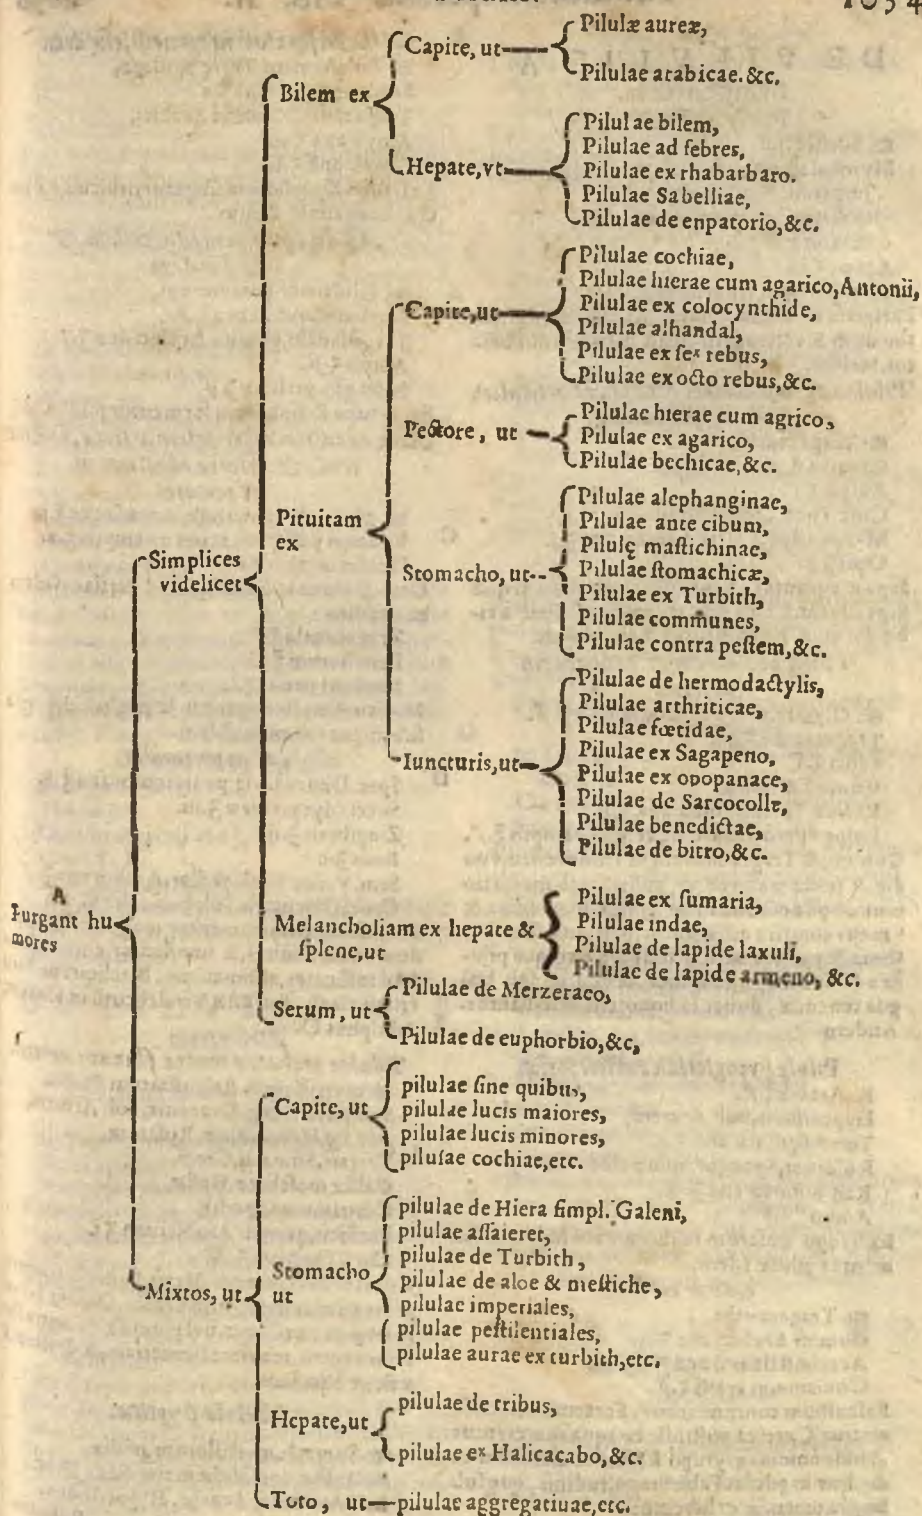 1054
Pilulæ aureæ,
Capite, ut
Pilulae arabicae. &c.
Bilem ex
Pilulae bilem,
Pilulae ad febres,
Hepate, vt
Pilulae ex rhabarbaro.
Pilulae Sabelliae,
Pilulae de enpatorio, &c.
Pilulae cochiae,
Pilulae hierae cum agarico, Antonii,
Capite, ut
Pilulae ex colocynthide,
Pilulae alhandal,
Pilulae ex sex rebus,
Pilulae ex octo rebus, &c.
Pilulae hierae cum agrico,
Pectore, ut
Pilulae ex agarico,
Pilulae bechicae, &c.
Pituitam
ex
Pilulae alephanginae,
Pilulae ante cibum,
Simplices
videlicet
Pilulę mastichinae,
Stomacho, ut
Pilulae stomachicæ,
Pilulae ex Turbith,
Pilulae communes,
Pilulae contra pestem, &c.
Pilulae de hermodactylis,
Pilulae arthriticae,
Pilulae fœtidae,
Iuncturis, ut
Pilulae ex Sagapeno,
Pilulae ex opopanace,
Pilulae de Sarcocolle,
Pilulae benedictae,
Pilulae de bitro, &c.
A
Purgant hu
mores
Melancholiam ex hepate &
splene, ut
Pilulae ex fumaria,
Pilulae indae,
Pilulae de lapide laxuli,
Pilulae de lapide armeno, &c.
Serum, ut
Pilulae de Merzeraco,
Pilulae de euphorbio, &c,
Capite, ut
pilulae sine quibus,
pilulae lucis maiores,
pilulae lucis minores,
pilulae cochiae, etc.
pilulae de Hiera simpl. Galeni,
pilulae assaieret,
pilulae de Turbith,
Mixtos, ut
Stomacho
ut
pilulae de aloe & mestiche,
pilulae imperiales,
pilulae pestilentiales,
pilulae aurae ex turbith, etc.
Hepate, ut
pilulae de tribus,
pilulae ex Halicacabo, &c.
Toto, ut
pilulae aggregatiuae, etc.